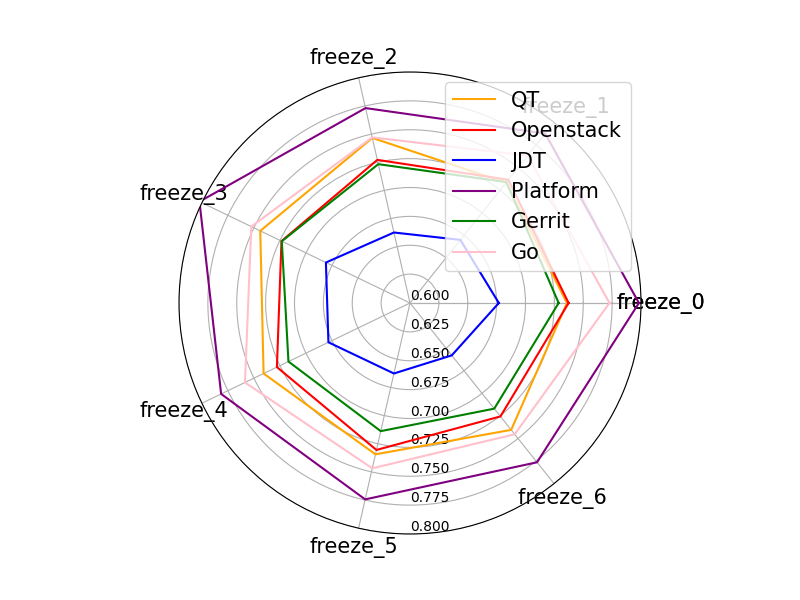 freeze_2
freeze_1
QT
Openstack
JDT
Platform
Gerrit
Go
freeze_3
freeze_0
0.600
0.625
0.650
0.675
0.700
0.725
0.750
0.775
0.800
freeze_4
freeze_6
freeze_5